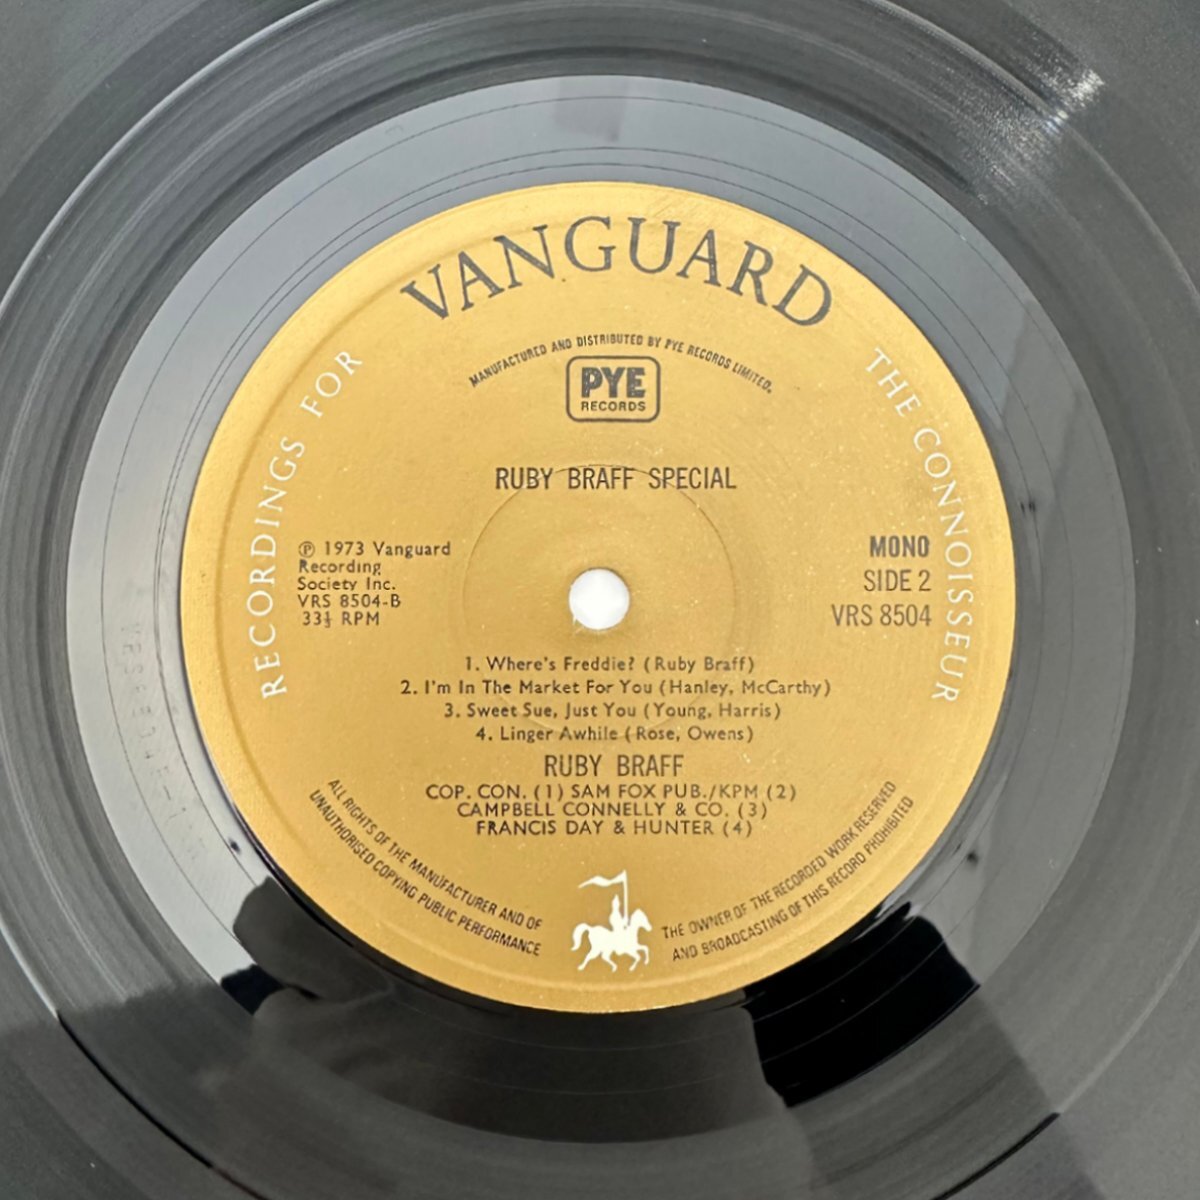 VANGUARD
RECORDINGS FOR
THE CONNOISSEUR
MANUFACTURED AND DISTRIBUTED BY PYE RECORDS LIMITED.
PYE
RECORDS
RUBY BRAFF SPECIAL
℗ 1973 Vanguard
Recording
Society Inc.
VRS 8504-B
33⅓ RPM
MONO
SIDE 2
VRS 8504
1. Where's Freddie? (Ruby Braff)
2. I'm In The Market For You (Hanley, McCarthy)
3. Sweet Sue, Just You (Young, Harris)
4. Linger Awhile (Rose, Owens)
RUBY BRAFF
COP. CON. (1) SAM FOX PUB./KPM (2)
CAMPBELL CONNELLY & CO. (3)
FRANCIS DAY & HUNTER (4)
ALL RIGHTS OF THE MANUFACTURER AND OF
THE OWNER OF THE RECORDED WORK RESERVED
UNAUTHORISED COPYING PUBLIC PERFORMANCE
AND BROADCASTING OF THIS RECORD PROHIBITED